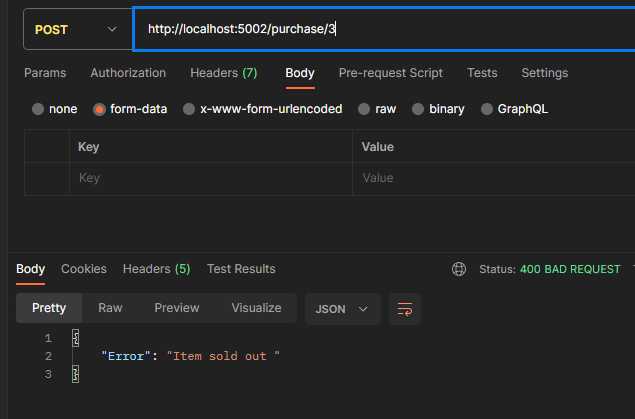 POST http://localhost:5002/purchase/3
Params Authorization Headers (7) Body Pre-request Script Tests Settings
none form-data x-www-form-urlencoded raw binary GraphQL
Key Value
Key Value
Body Cookies Headers (5) Test Results Status: 400 BAD REQUEST
Pretty Raw Preview Visualize JSON
1 {
2 "Error": "Item sold out "
3 }